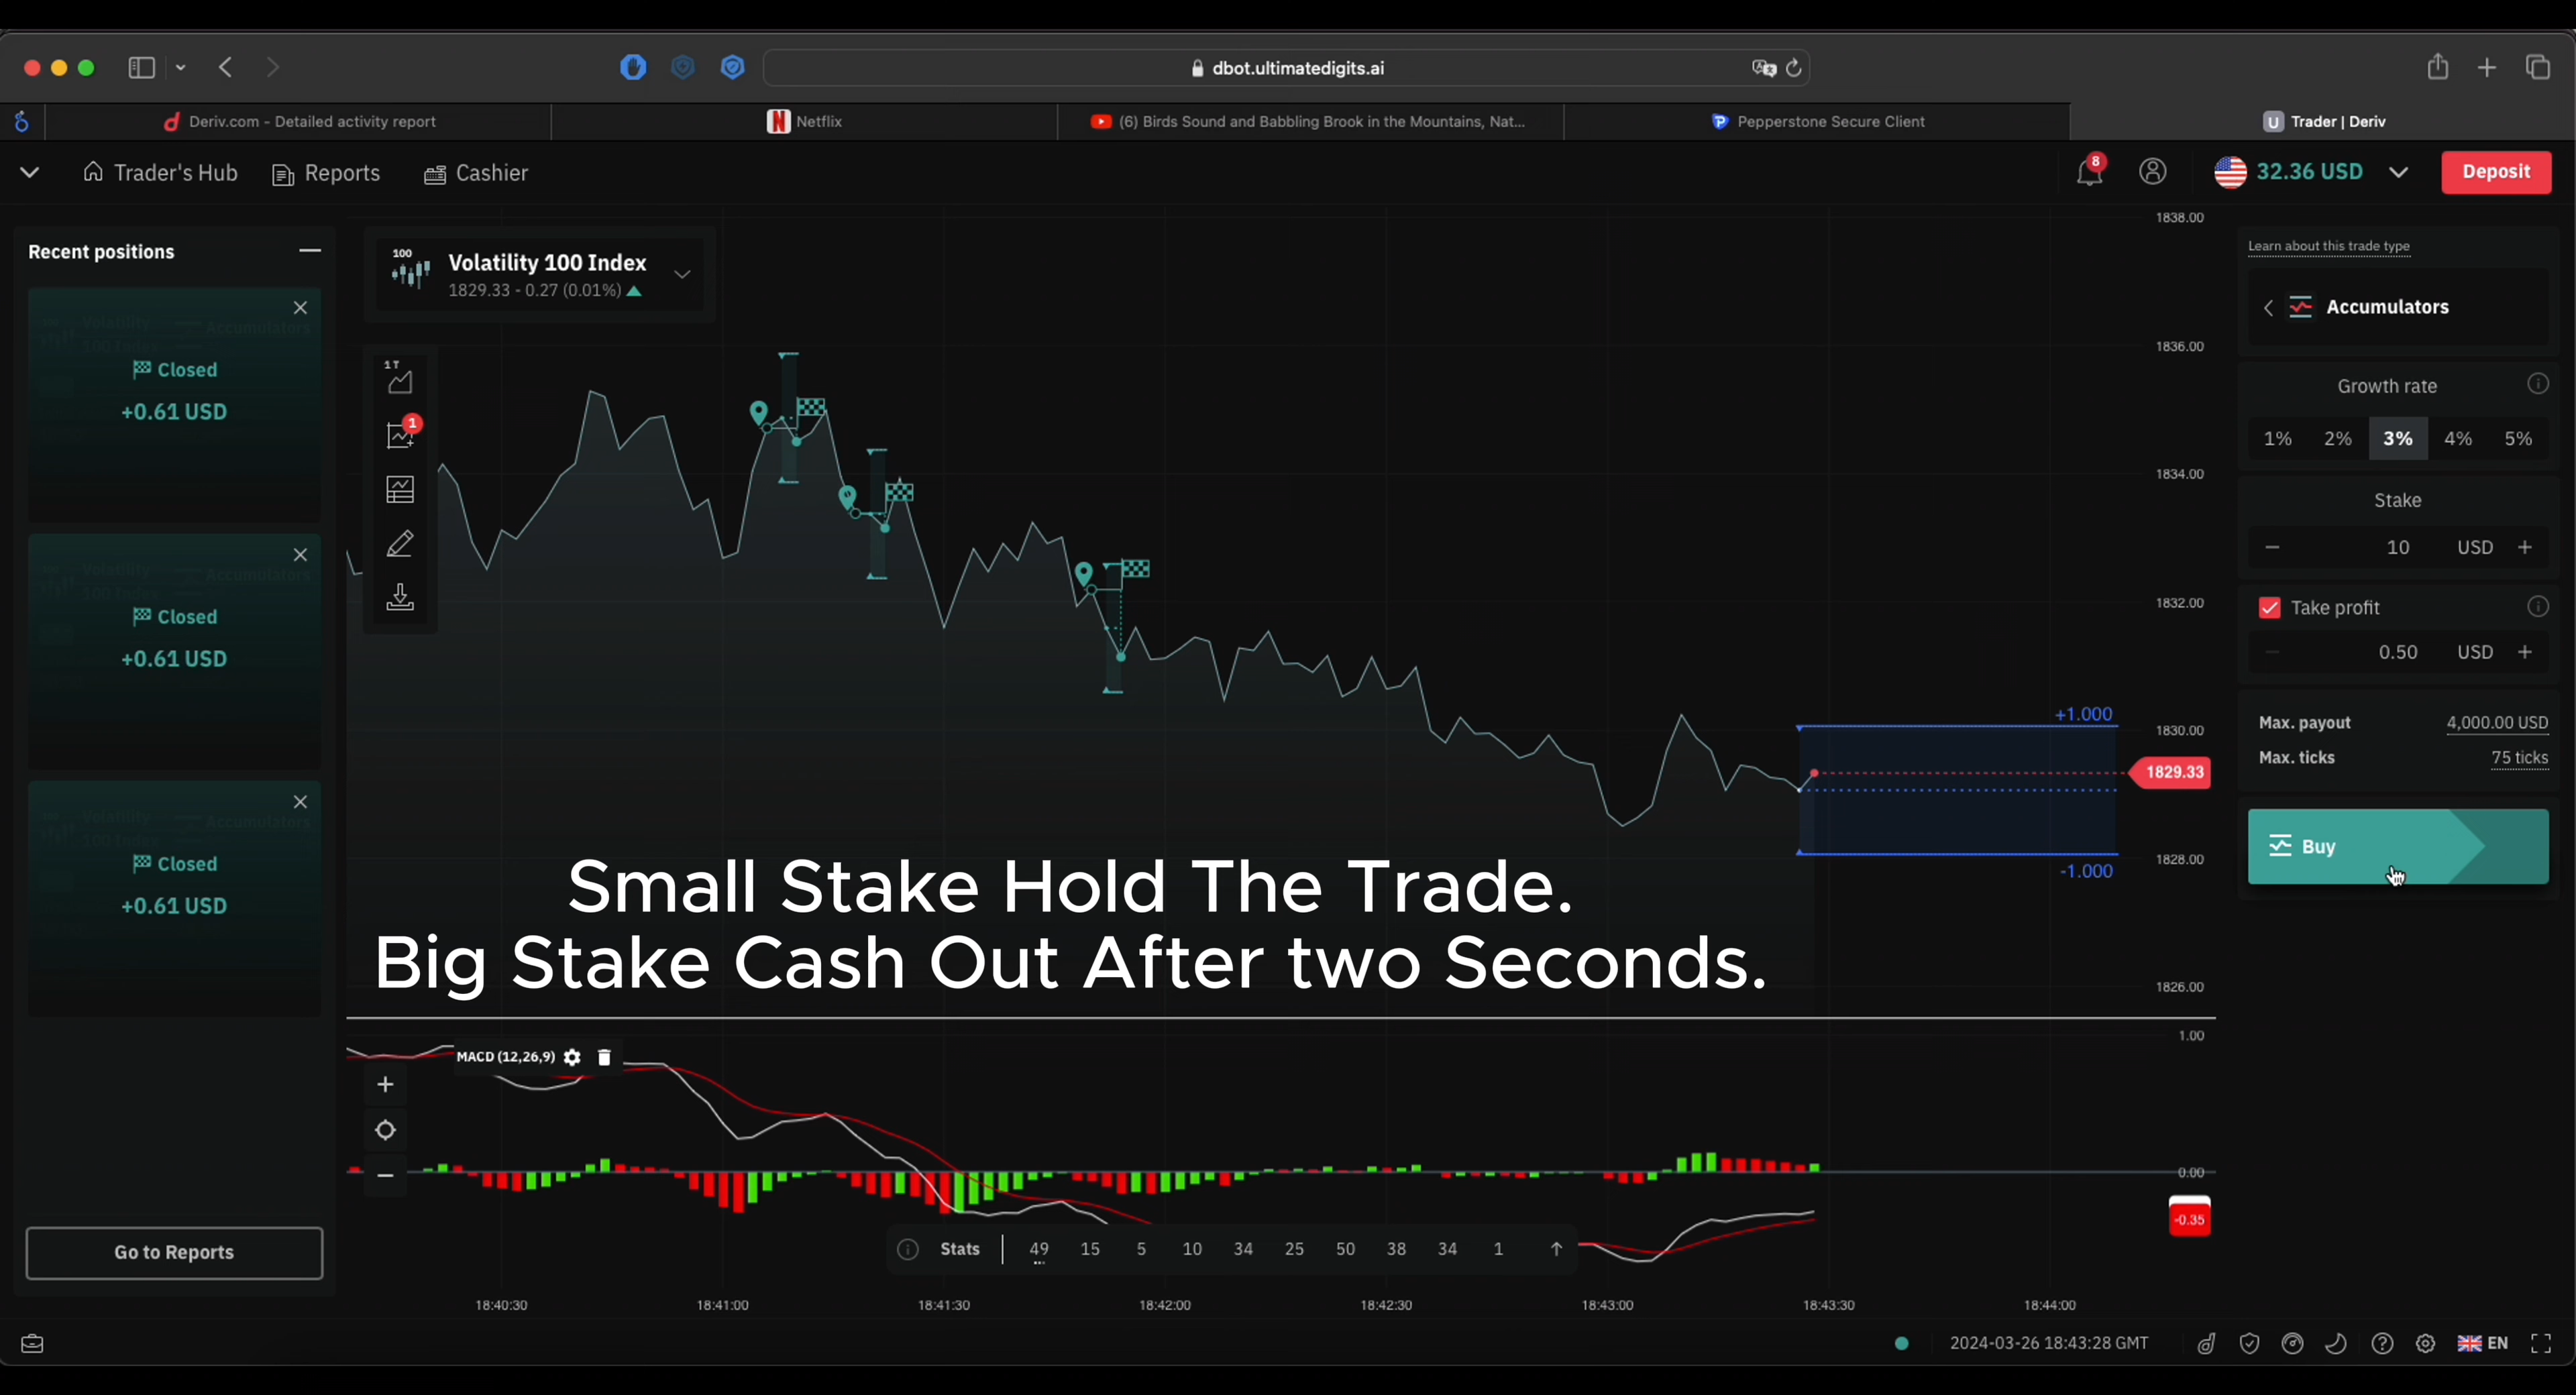 dbot.ultimatedigits.ai
Deriv.com - Detailed activity report
Netflix
(6) Birds Sound and Babbling Brook in the Mountains, Nat...
Pepperstone Secure Client
U Trader | Deriv
Trader's Hub
Reports
Cashier
8
32.36 USD
Deposit
Recent positions
Closed
+0.61 USD
Closed
+0.61 USD
Closed
+0.61 USD
Go to Reports
100
Volatility 100 Index
1829.33 - 0.27 (0.01%)
1T
1
1838.00
1836.00
1834.00
1832.00
+1.000
1830.00
1829.33
1828.00
-1.000
1826.00
Small Stake Hold The Trade.
Big Stake Cash Out After two Seconds.
1.00
MACD (12,26,9)
0.00
-0.35
Stats 49 15 5 10 34 25 50 38 34 1
18:40:30 18:41:00 18:41:30 18:42:00 18:42:30 18:43:00 18:43:30 18:44:00
Learn about this trade type
Accumulators
Growth rate
1% 2% 3% 4% 5%
Stake
10 USD
Take profit
0.50 USD
Max. payout 4,000.00 USD
Max. ticks 75 ticks
Buy
2024-03-26 18:43:28 GMT
EN